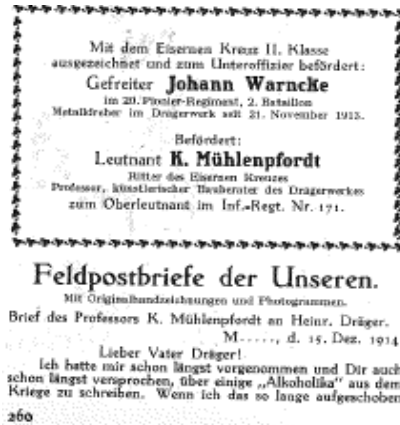 Mit dem Eisernen Kreuz II. Klasse
ausgezeichnet und zum Unteroffizier befördert:
Gefreiter Johann Warncke
im 20. Pionier-Regiment, 2. Bataillon
Metalldreher im Drägerwerk seit 21. November 1913.
Befördert:
Leutnant K. Mühlenpfordt
Ritter des Eisernen Kreuzes
Professor, künstlerischer Bauberater des Drägerwerkes
zum Oberleutnant im Inf.-Regt. Nr. 171.
Feldpostbriefe der Unseren.
Mit Originalhandzeichnungen und Photogrammen.
Brief des Professors K. Mühlenpfordt an Heinr. Dräger.
M....., d. 15. Dez. 1914
Lieber Vater Dräger!
Ich hatte mir schon längst vorgenommen und Dir auch
schon längst versprochen, über einige „Alkoholika" aus dem
Kriege zu schreiben. Wenn ich das so lange aufgeschoben
260